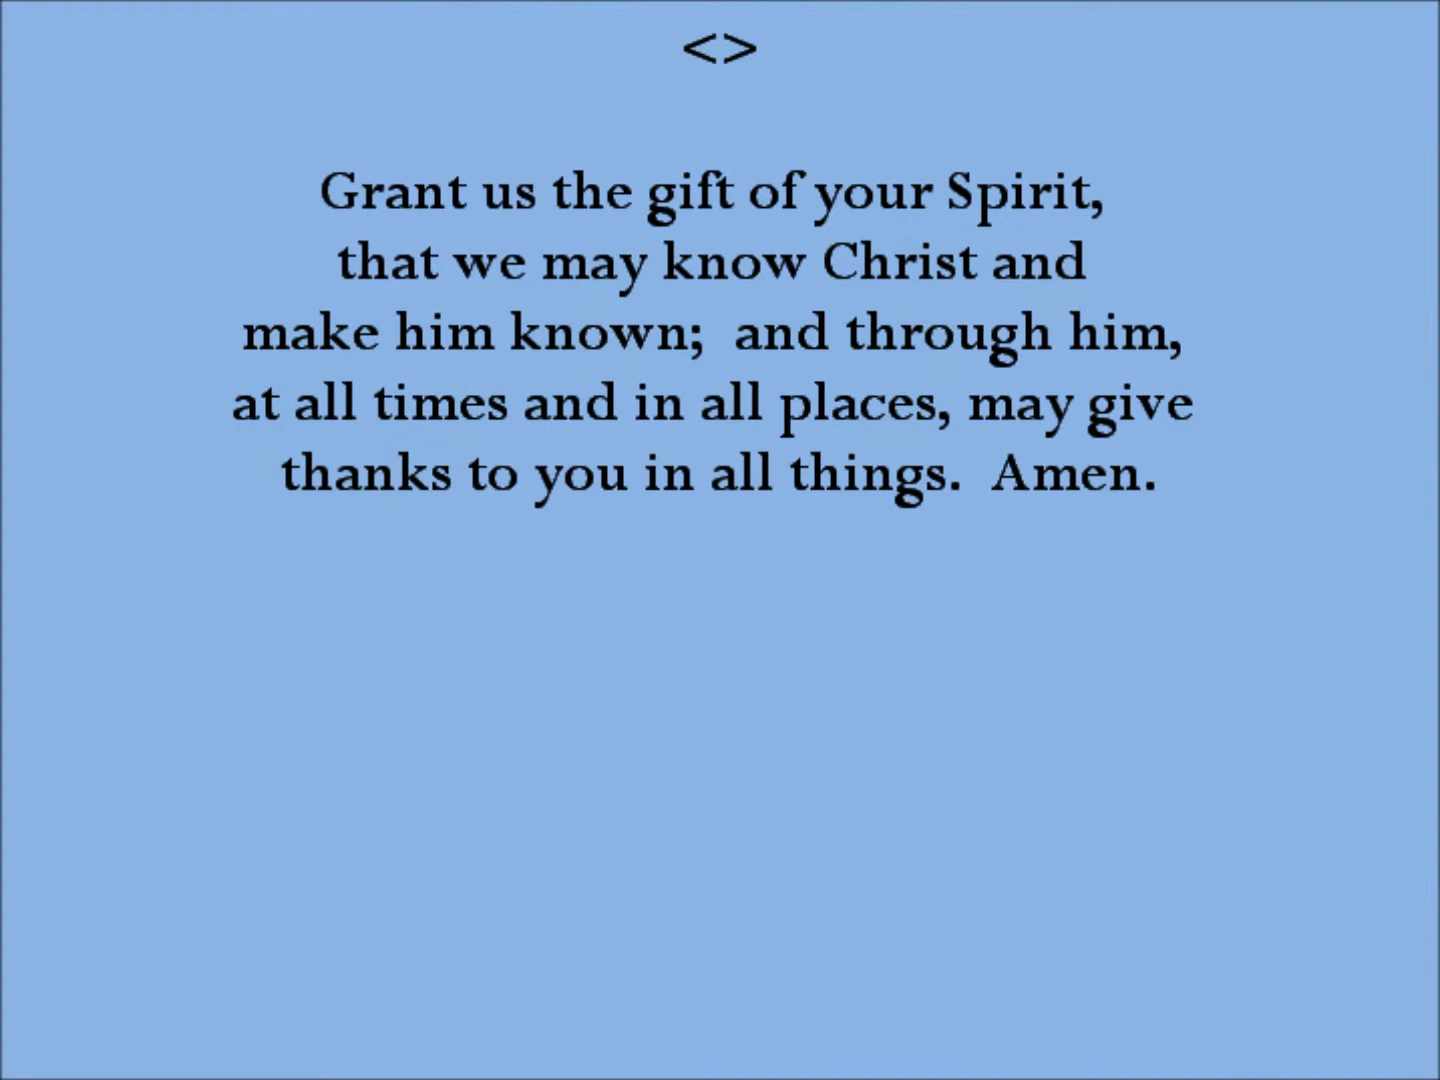 <>
Grant us the gift of your Spirit,
that we may know Christ and
make him known;  and through him,
at all times and in all places, may give
thanks to you in all things.  Amen.